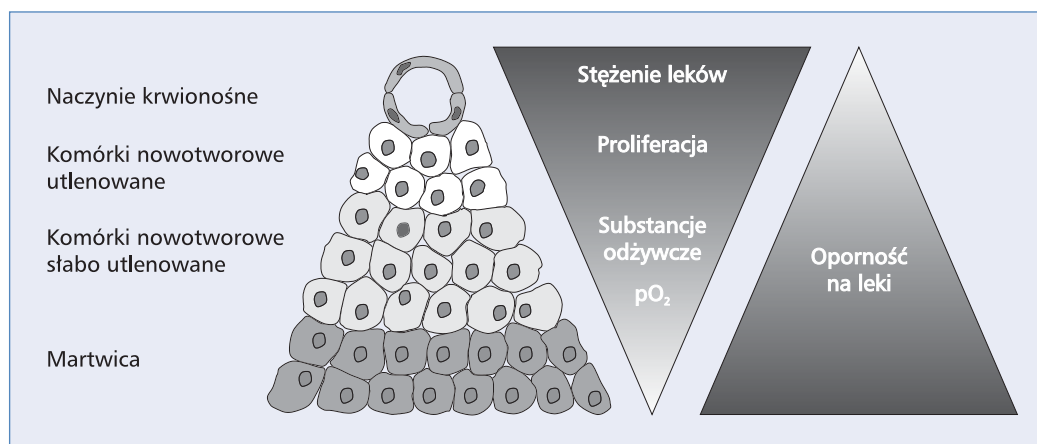 Naczynie krwionośne
Komórki nowotworowe
utlenowane
Komórki nowotworowe
słabo utlenowane
Martwica
Stężenie leków
Proliferacja
Substancje
odżywcze
pO₂
Oporność
na leki